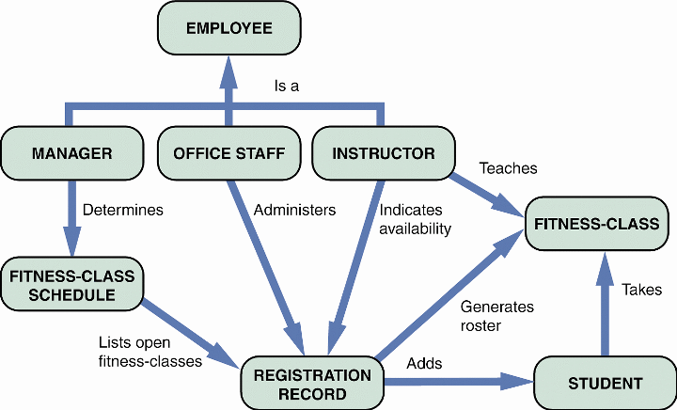 EMPLOYEE
Is a
MANAGER
OFFICE STAFF
INSTRUCTOR
Teaches
Determines
Administers
Indicates
availability
FITNESS-CLASS
FITNESS-CLASS
SCHEDULE
Generates
roster
Takes
Lists open
fitness-classes
Adds
REGISTRATION
RECORD
STUDENT